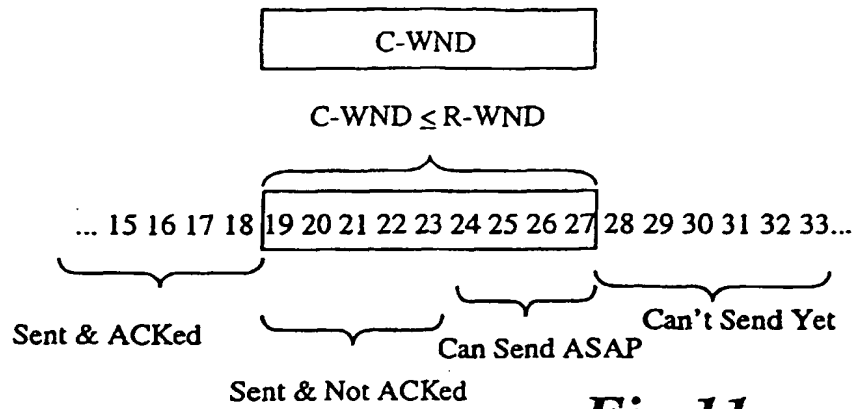 C-WND
C-WND ≤ R-WND
... 15 16 17 18 19 20 21 22 23 24 25 26 27 28 29 30 31 32 33...
Sent & ACKed
Can't Send Yet
Can Send ASAP
Sent & Not ACKed